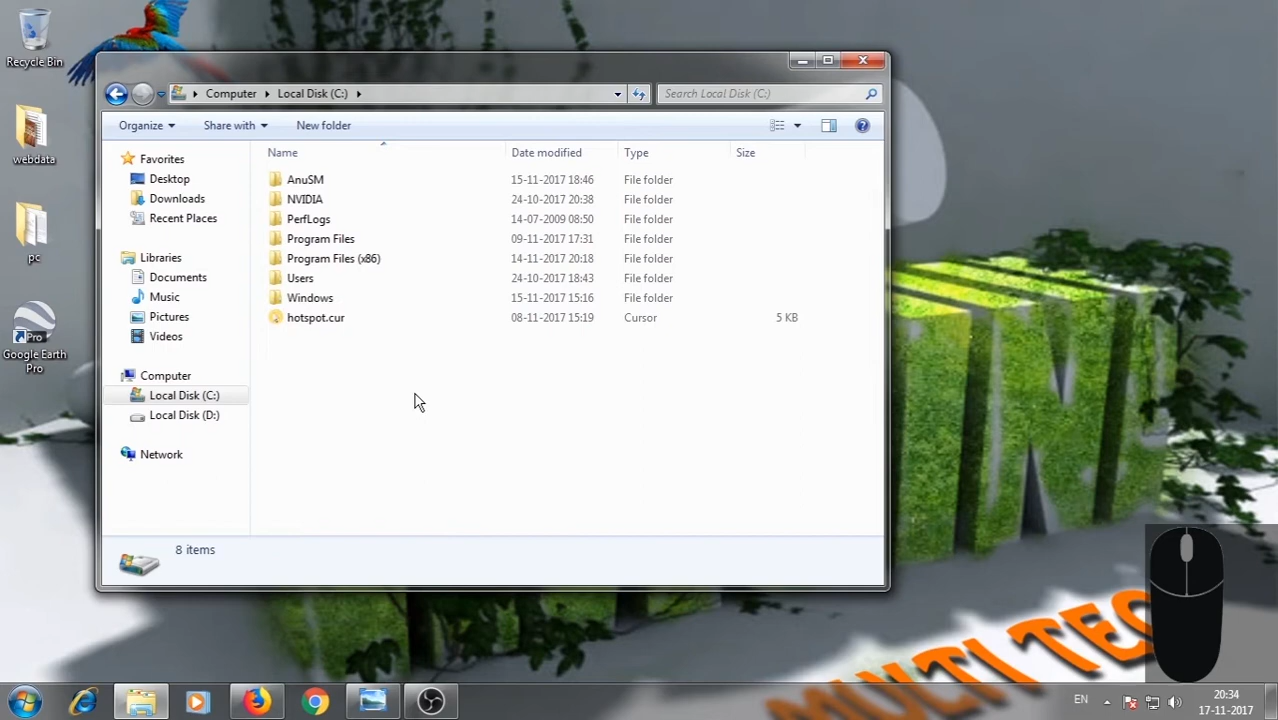 Recycle Bin
webdata
pc
Pro
Google Earth
Pro
Computer Local Disk (C:)
Search Local Disk (C:)
Organize Share with New folder
Name Date modified Type Size
Favorites
Desktop
Downloads
Recent Places
Libraries
Documents
Music
Pictures
Videos
Computer
Local Disk (C:)
Local Disk (D:)
Network
AnuSM 15-11-2017 18:46 File folder
NVIDIA 24-10-2017 20:38 File folder
PerfLogs 14-07-2009 08:50 File folder
Program Files 09-11-2017 17:31 File folder
Program Files (x86) 14-11-2017 20:18 File folder
Users 24-10-2017 18:43 File folder
Windows 15-11-2017 15:16 File folder
hotspot.cur 08-11-2017 15:19 Cursor 5 KB
8 items
MULTI TEC
EN
20:34
17-11-2017